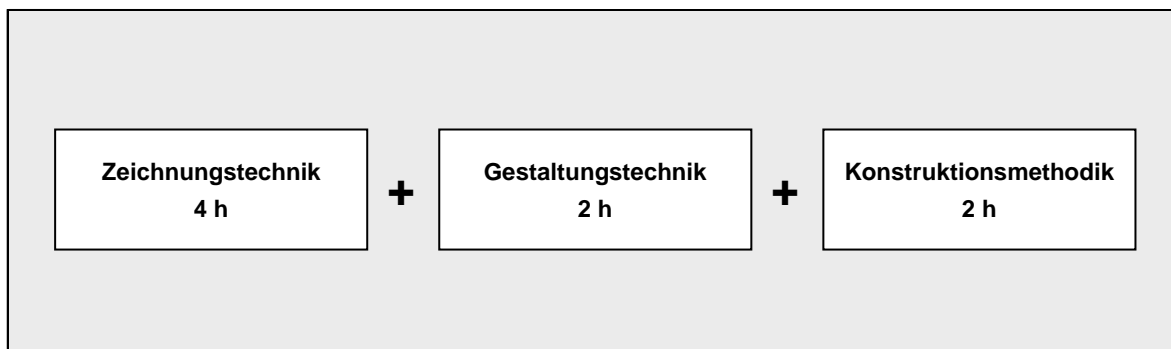 Zeichnungstechnik
4 h
+
Gestaltungstechnik
2 h
+
Konstruktionsmethodik
2 h